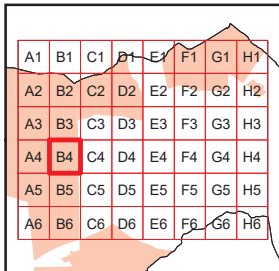 A1 B1 C1 D1 E1 F1 G1 H1
A2 B2 C2 D2 E2 F2 G2 H2
A3 B3 C3 D3 E3 F3 G3 H3
A4 B4 C4 D4 E4 F4 G4 H4
A5 B5 C5 D5 E5 F5 G5 H5
A6 B6 C6 D6 E6 F6 G6 H6